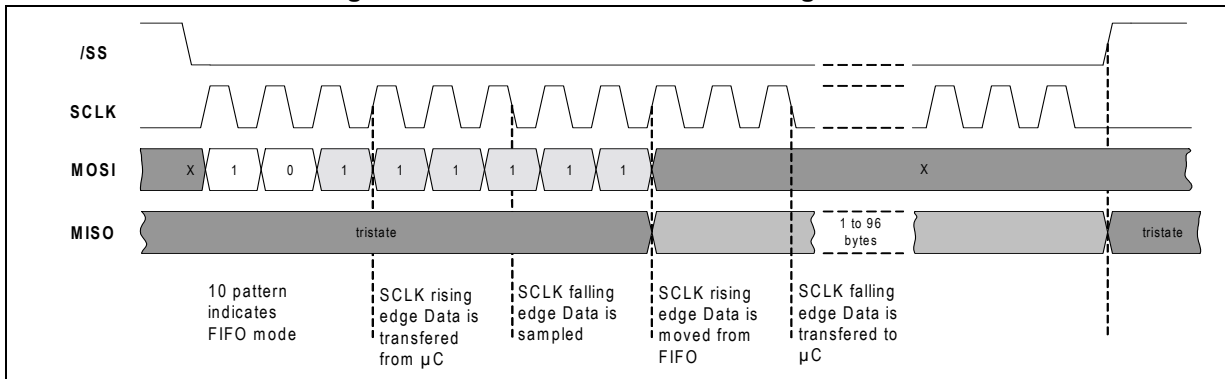 /SS
SCLK
MOSI
X
1
0
1
1
1
1
1
1
X
MISO
tristate
1 to 96
bytes
tristate
10 pattern
indicates
FIFO mode
SCLK rising
edge Data is
transfered
from µC
SCLK falling
edge Data is
sampled
SCLK rising
edge Data is
moved from
FIFO
SCLK falling
edge Data is
transfered to
µC